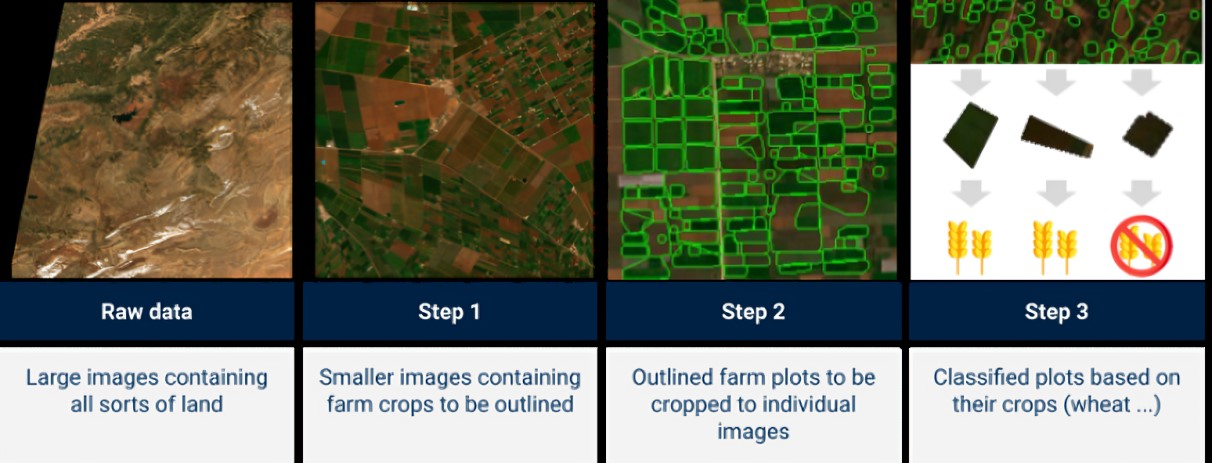 Raw data
Step 1
Step 2
Step 3
Large images containing
all sorts of land
Smaller images containing
farm crops to be outlined
Outlined farm plots to be
cropped to individual
images
Classified plots based on
their crops (wheat ...)